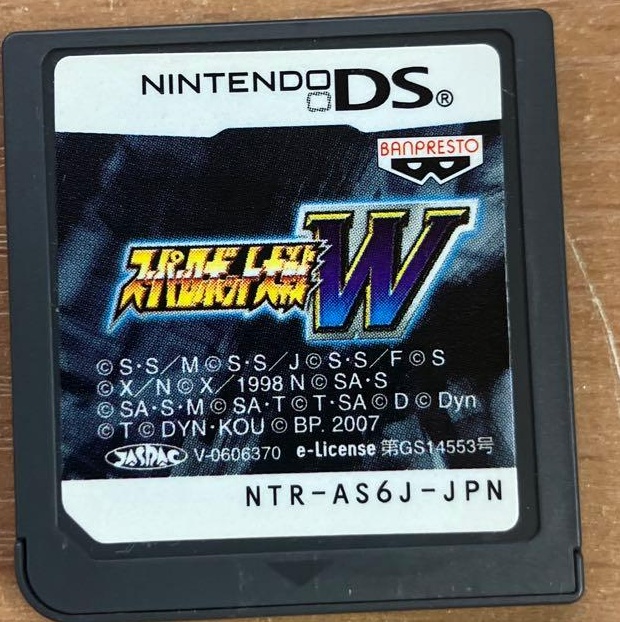 NINTENDO DS®
BANPRESTO
スーパーロボット大戦W
©S·S/M©S·S/J©S·S/F©S
©X/N©X/1998 N©SA·S
©SA·S·M©SA·T©T·SA©D©Dyn
©T©DYN·KOU©BP. 2007
JASRAC V-0606370 e-License 第GS14553号
NTR-AS6J-JPN